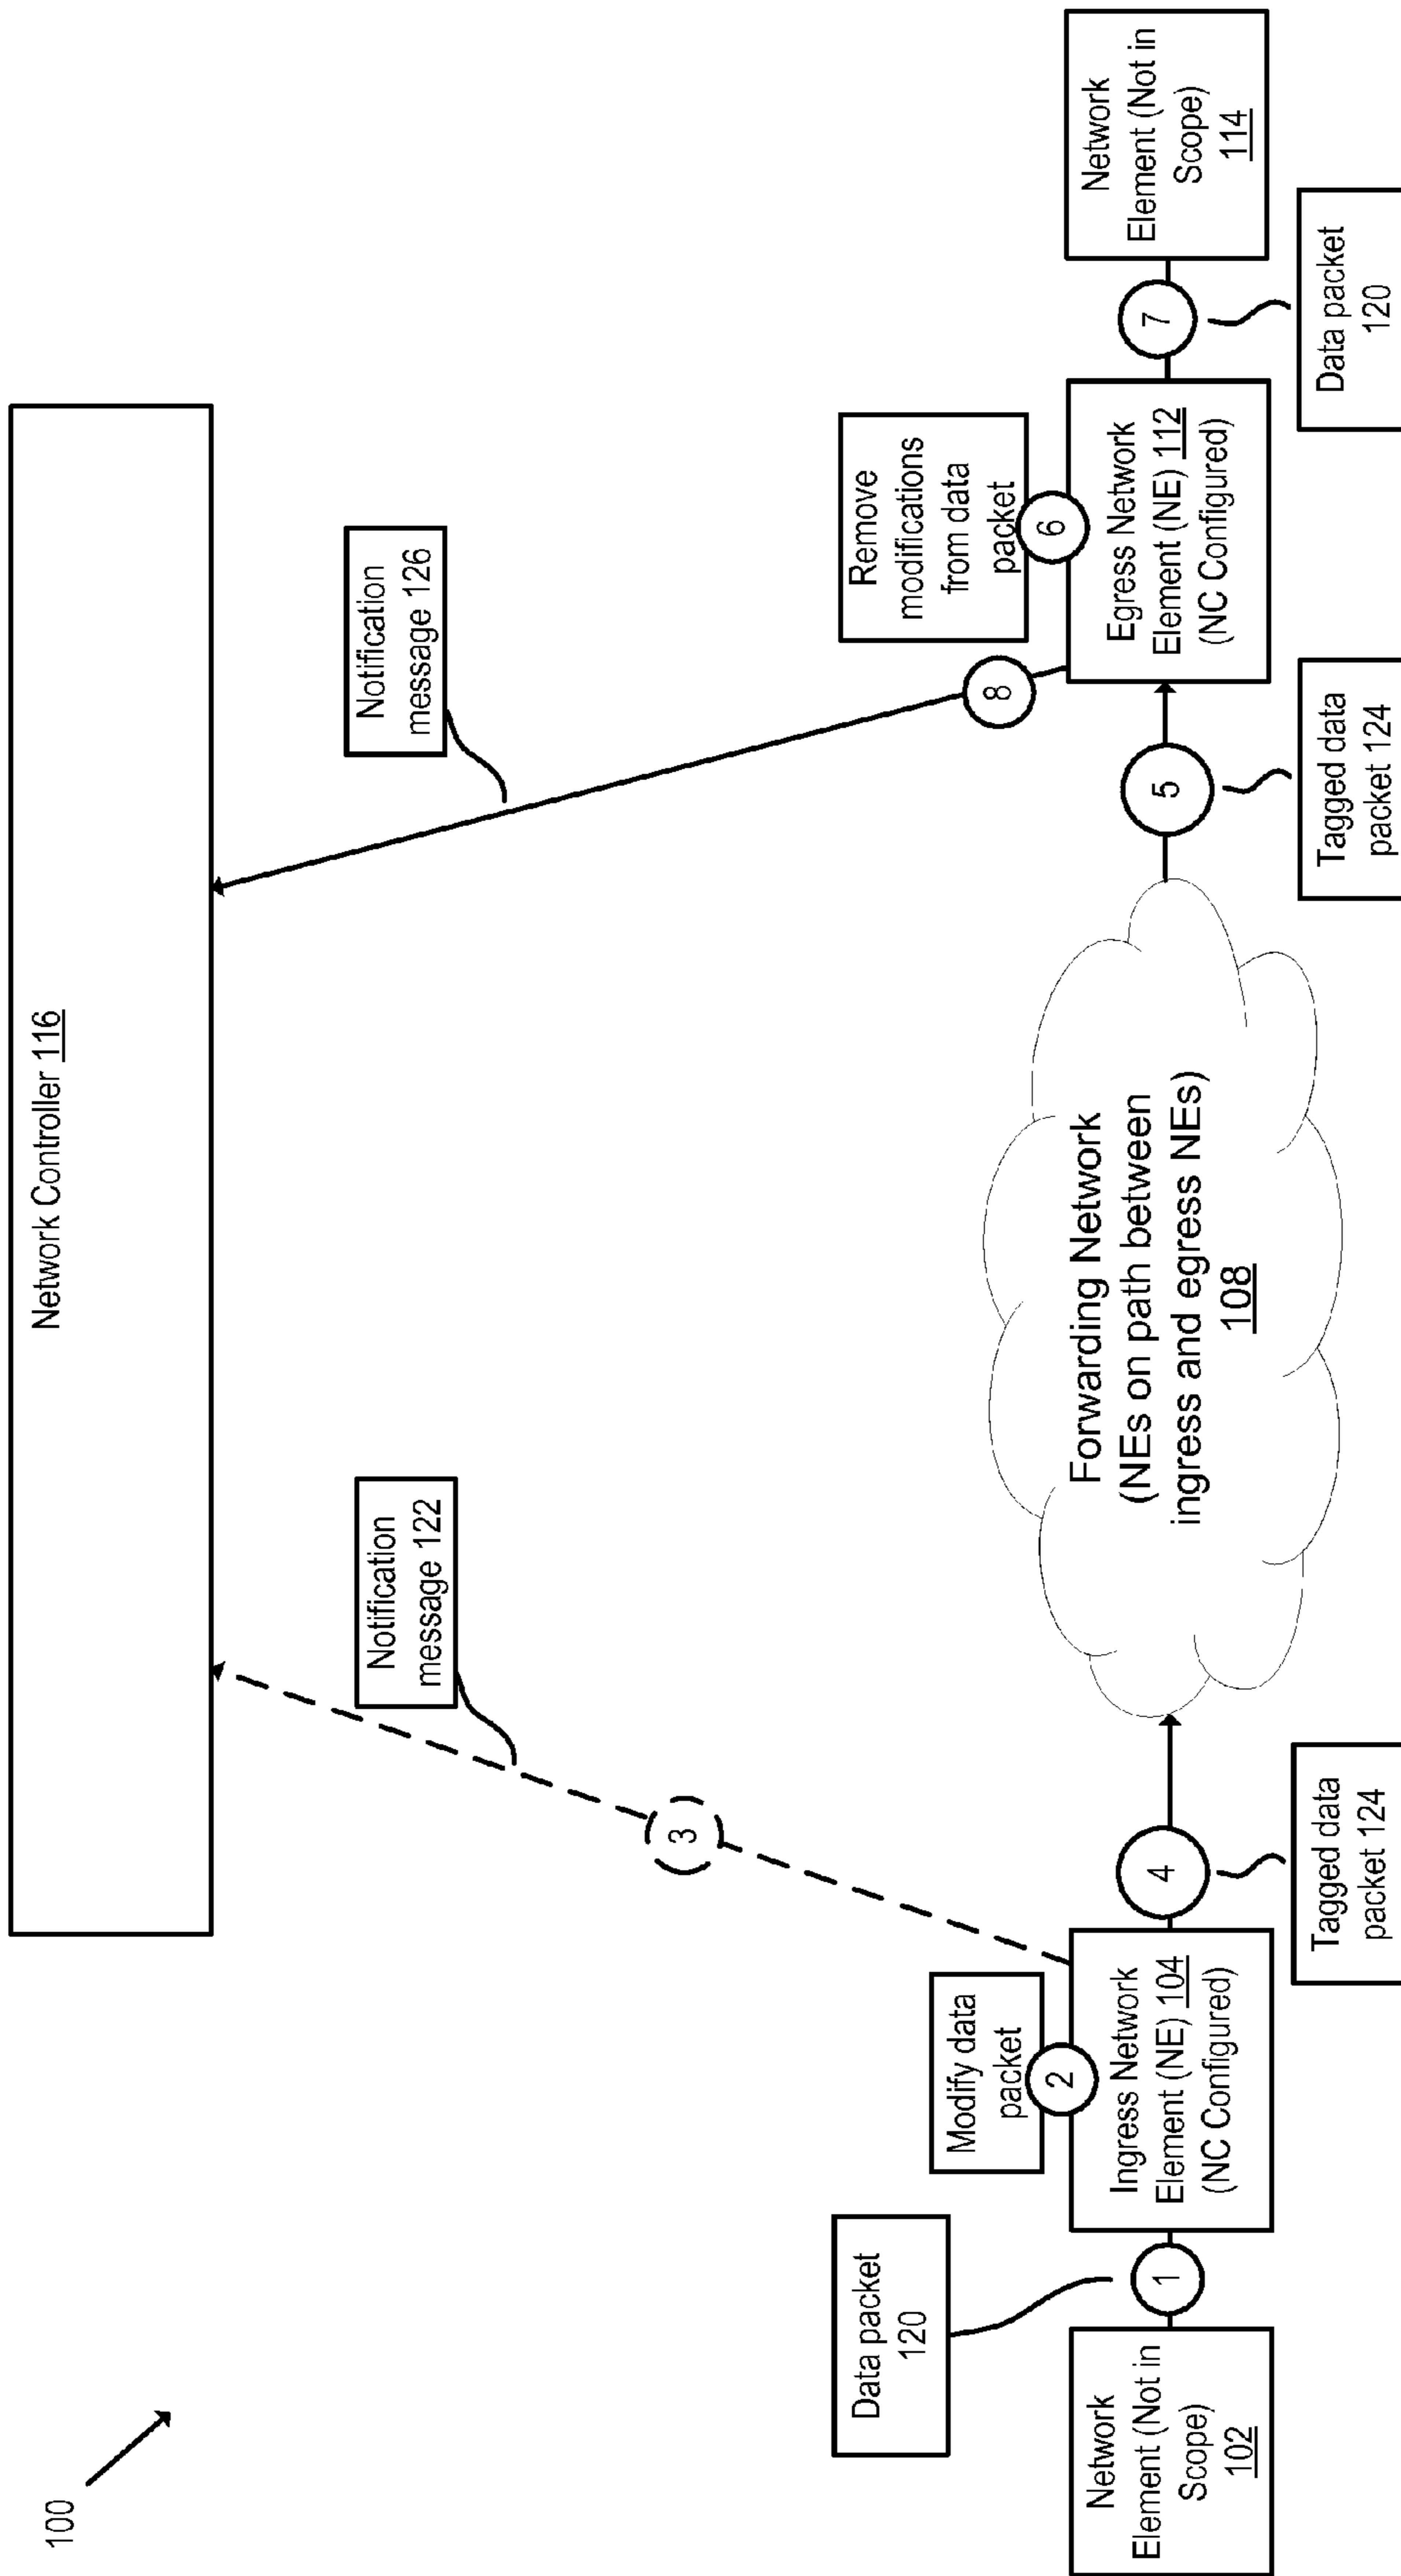 100
Network Controller 116
Notification
message 122
Notification
message 126
3
8
Data packet
120
Modify data
packet
2
Remove
modifications
from data
packet
6
Network
Element (Not in
Scope)
102
1
Ingress Network
Element (NE) 104
(NC Configured)
4
Forwarding Network
(NEs on path between
ingress and egress NEs)
108
5
Egress Network
Element (NE) 112
(NC Configured)
7
Network
Element (Not in
Scope)
114
Tagged data
packet 124
Tagged data
packet 124
Data packet
120